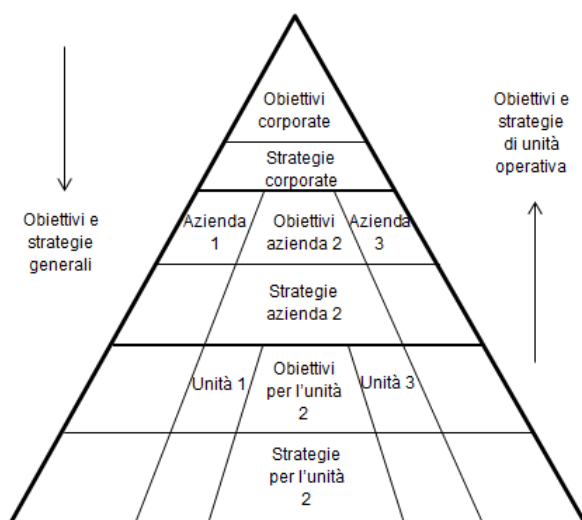 Obiettivi
corporate
Strategie
corporate
Obiettivi e
strategie
generali
Obiettivi e
strategie
di unità
operativa
Azienda
1
Obiettivi
azienda 2
Azienda
3
Strategie
azienda 2
Unità 1
Obiettivi
per l'unità
2
Unità 3
Strategie
per l'unità
2